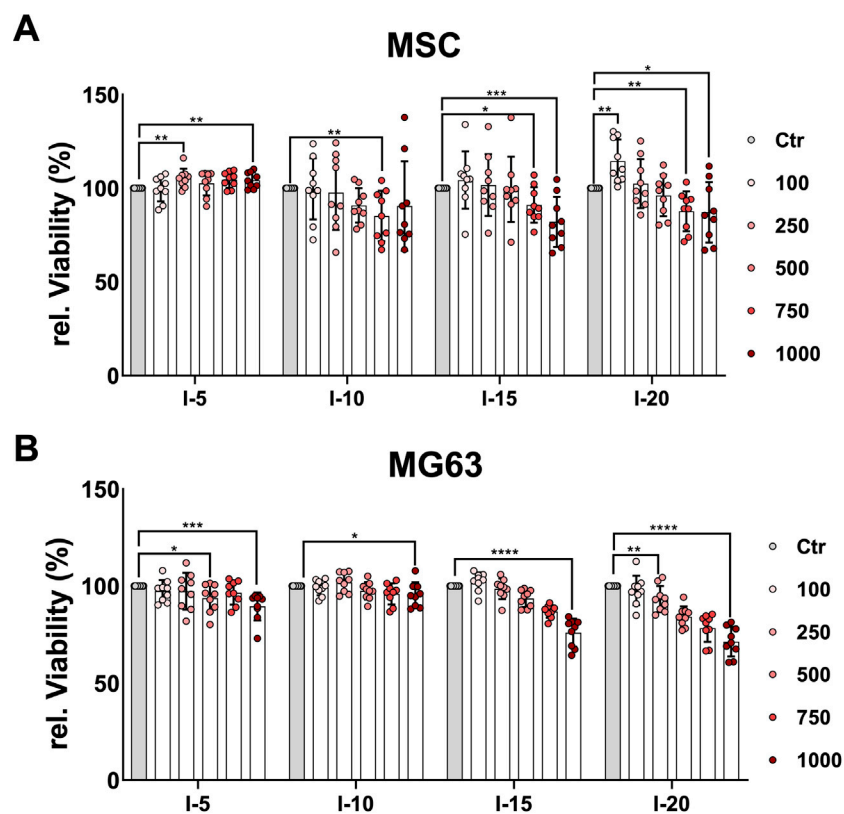 A
MSC
rel. Viability (%)
150
100
50
0
**
**
**
***
*
*
**
**
I-5
I-10
I-15
I-20
Ctr
100
250
500
750
1000
B
MG63
rel. Viability (%)
150
100
50
0
***
*
*
****
****
**
I-5
I-10
I-15
I-20
Ctr
100
250
500
750
1000